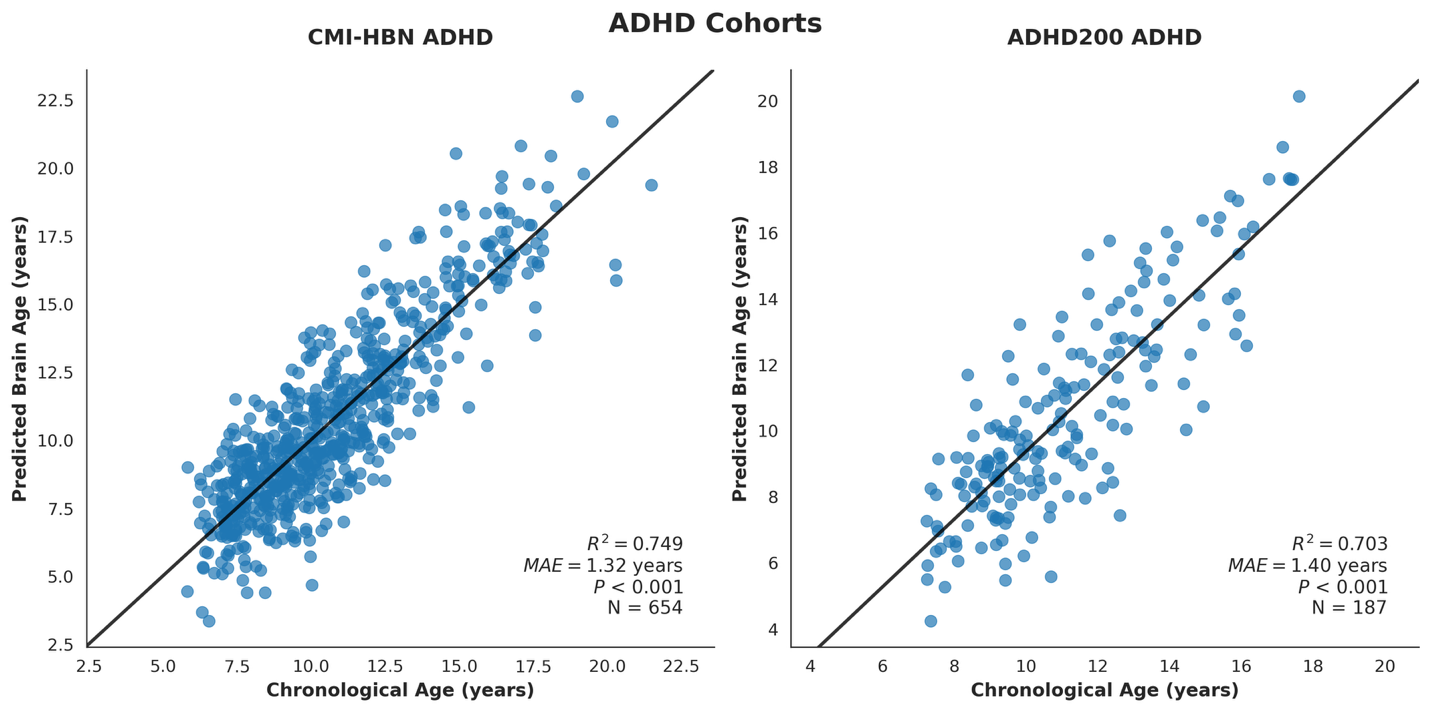 ADHD Cohorts
CMI-HBN ADHD
Predicted Brain Age (years)
22.5
20.0
17.5
15.0
12.5
10.0
7.5
5.0
2.5
R² = 0.749
MAE = 1.32 years
P < 0.001
N = 654
2.5 5.0 7.5 10.0 12.5 15.0 17.5 20.0 22.5
Chronological Age (years)
ADHD200 ADHD
Predicted Brain Age (years)
20
18
16
14
12
10
8
6
4
R² = 0.703
MAE = 1.40 years
P < 0.001
N = 187
4 6 8 10 12 14 16 18 20
Chronological Age (years)